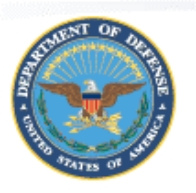 DEPARTMENT OF DEFENSE
UNITED STATES OF AMERICA